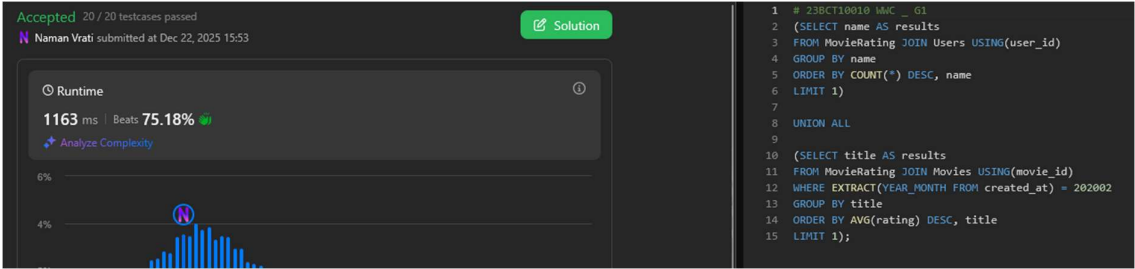 Accepted 20 / 20 testcases passed
Naman Vrati submitted at Dec 22, 2025 15:53
Solution
Runtime
1163 ms | Beats 75.18%
Analyze Complexity
6%
4%
1 # 23BCT10010 WWC _ G1
2 (SELECT name AS results
3 FROM MovieRating JOIN Users USING(user_id)
4 GROUP BY name
5 ORDER BY COUNT(*) DESC, name
6 LIMIT 1)
7
8 UNION ALL
9
10 (SELECT title AS results
11 FROM MovieRating JOIN Movies USING(movie_id)
12 WHERE EXTRACT(YEAR_MONTH FROM created_at) = 202002
13 GROUP BY title
14 ORDER BY AVG(rating) DESC, title
15 LIMIT 1);